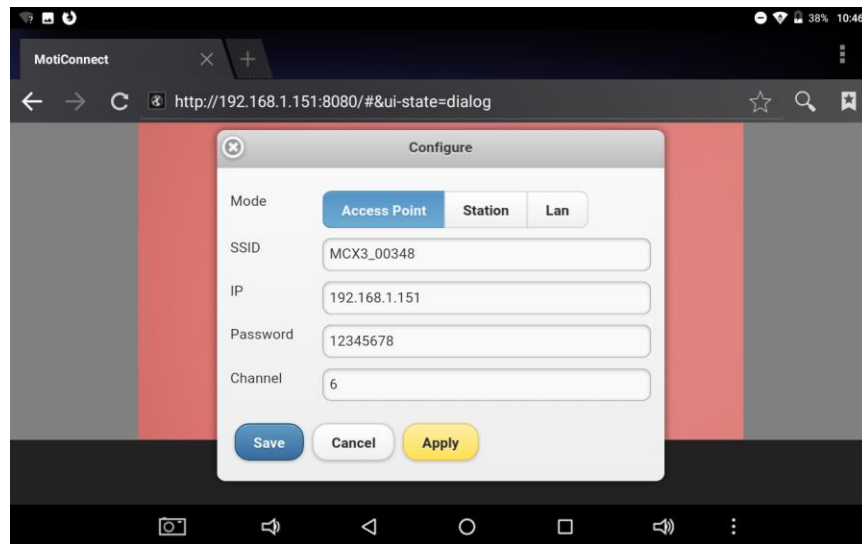 38% 10:46
MotiConnect
http://192.168.1.151:8080/#&ui-state=dialog
Configure
Mode
Access Point Station Lan
SSID MCX3_00348
IP 192.168.1.151
Password 12345678
Channel 6
Save Cancel Apply